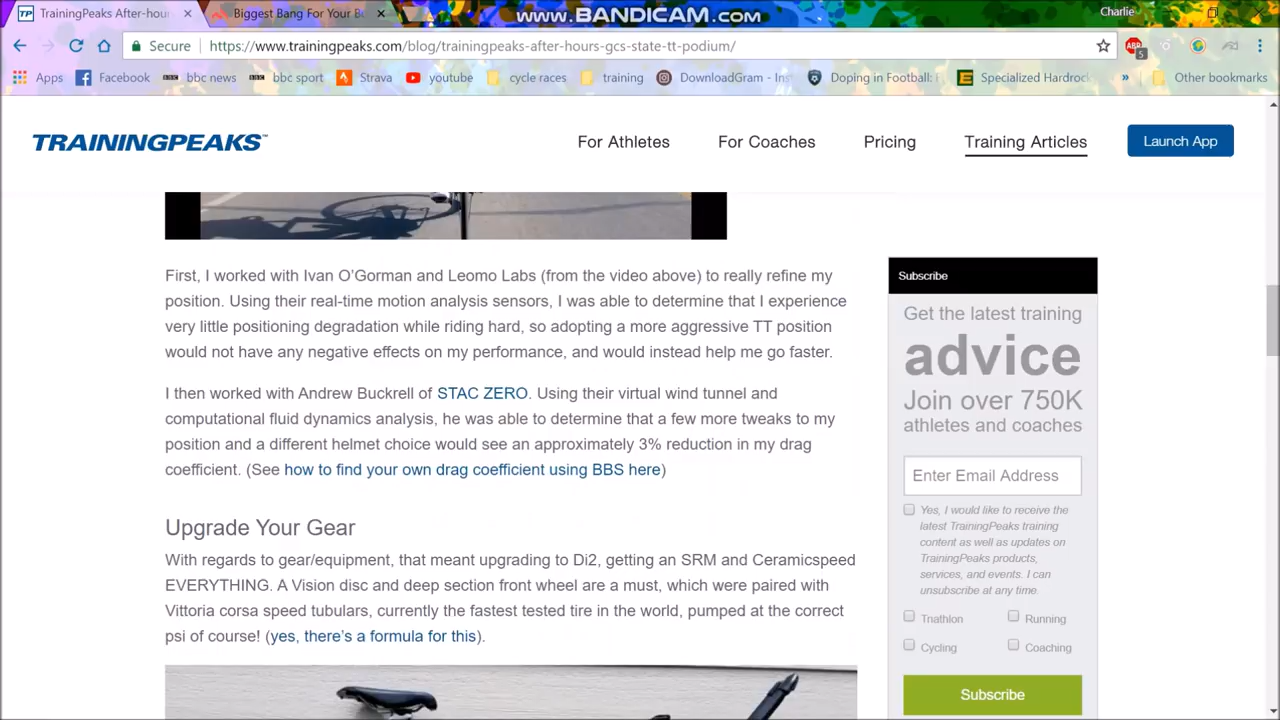 TrainingPeaks After-hour
Biggest Bang For Your Bu
www.BANDICAM.com
Charlie
Secure
https://www.trainingpeaks.com/blog/trainingpeaks-after-hours-gcs-state-tt-podium/
5
Apps
Facebook
bbc news
bbc sport
Strava
youtube
cycle races
training
DownloadGram - Ins
Doping in Football: F
Specialized Hardrock
»
Other bookmarks
TRAININGPEAKS™
For Athletes
For Coaches
Pricing
Training Articles
Launch App
First, I worked with Ivan O'Gorman and Leomo Labs (from the video above) to really refine my
position. Using their real-time motion analysis sensors, I was able to determine that I experience
very little positioning degradation while riding hard, so adopting a more aggressive TT position
would not have any negative effects on my performance, and would instead help me go faster.
I then worked with Andrew Buckrell of STAC ZERO. Using their virtual wind tunnel and
computational fluid dynamics analysis, he was able to determine that a few more tweaks to my
position and a different helmet choice would see an approximately 3% reduction in my drag
coefficient. (See how to find your own drag coefficient using BBS here)
Upgrade Your Gear
With regards to gear/equipment, that meant upgrading to Di2, getting an SRM and Ceramicspeed
EVERYTHING. A Vision disc and deep section front wheel are a must, which were paired with
Vittoria corsa speed tubulars, currently the fastest tested tire in the world, pumped at the correct
psi of course! (yes, there's a formula for this).
Subscribe
Get the latest training
advice
Join over 750K
athletes and coaches
Enter Email Address
Yes, I would like to receive the
latest TrainingPeaks training
content as well as updates on
TrainingPeaks products,
services, and events. I can
unsubscribe at any time.
Triathlon
Running
Cycling
Coaching
Subscribe